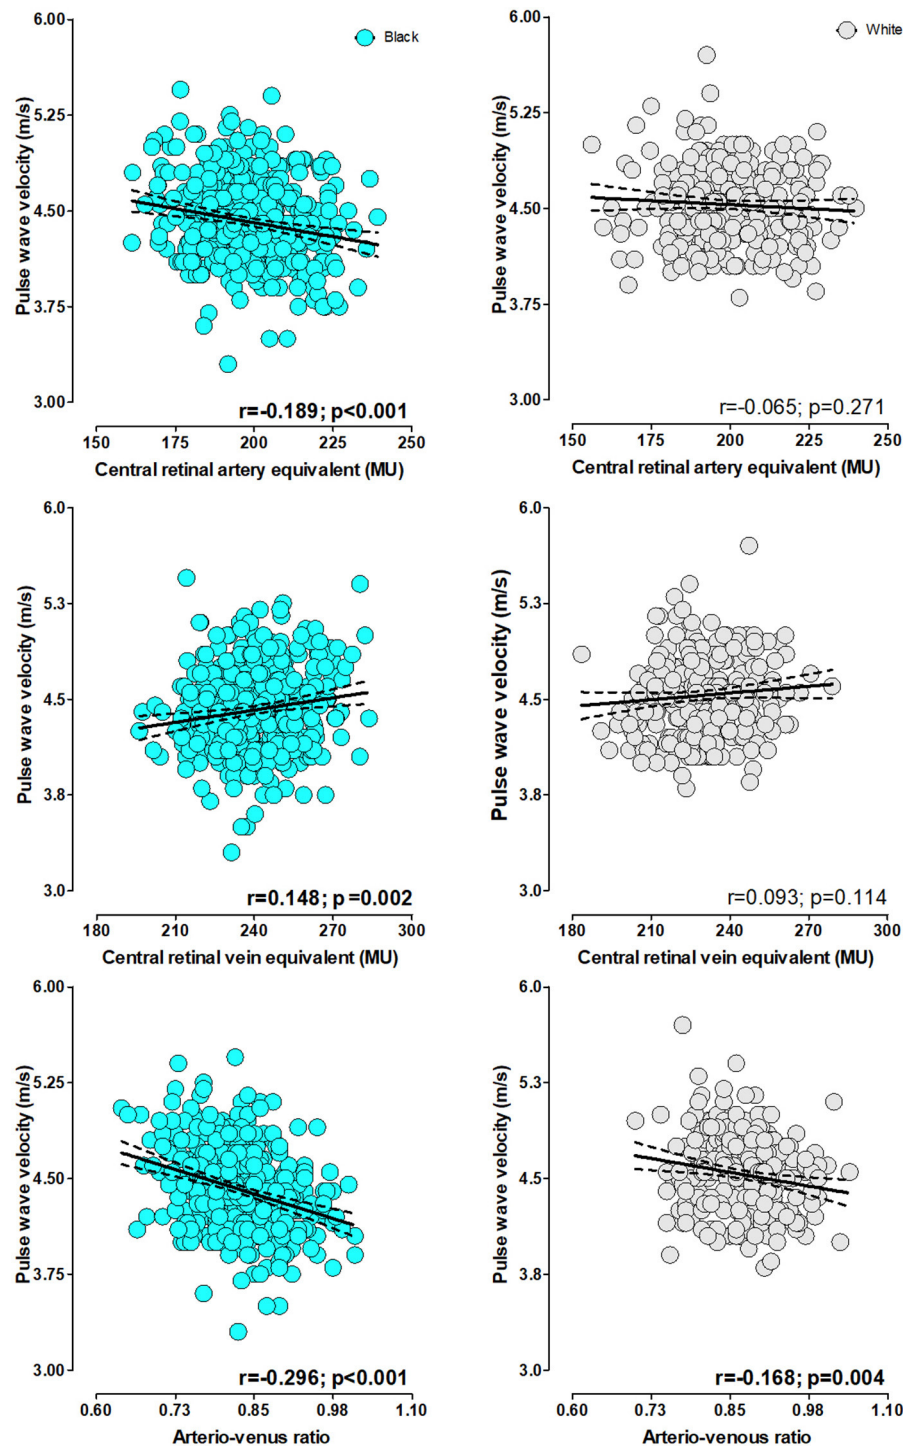 6.00
5.25
4.50
3.75
3.00
Pulse wave velocity (m/s)
Black
r=-0.189; p<0.001
150 175 200 225 250
Central retinal artery equivalent (MU)
6.00
5.25
4.50
3.75
3.00
Pulse wave velocity (m/s)
White
r=-0.065; p=0.271
150 175 200 225 250
Central retinal artery equivalent (MU)
6.0
5.3
4.5
3.8
3.0
Pulse wave velocity (m/s)
r=0.148; p=0.002
180 210 240 270 300
Central retinal vein equivalent (MU)
6.0
5.3
4.5
3.8
3.0
Pulse wave velocity (m/s)
r=0.093; p=0.114
180 210 240 270 300
Central retinal vein equivalent (MU)
6.00
5.25
4.50
3.75
3.00
Pulse wave velocity (m/s)
r=-0.296; p<0.001
0.60 0.73 0.85 0.98 1.10
Arterio-venus ratio
6.0
5.3
4.5
3.8
3.0
Pulse wave velocity (m/s)
r=-0.168; p=0.004
0.60 0.73 0.85 0.98 1.10
Arterio-venous ratio